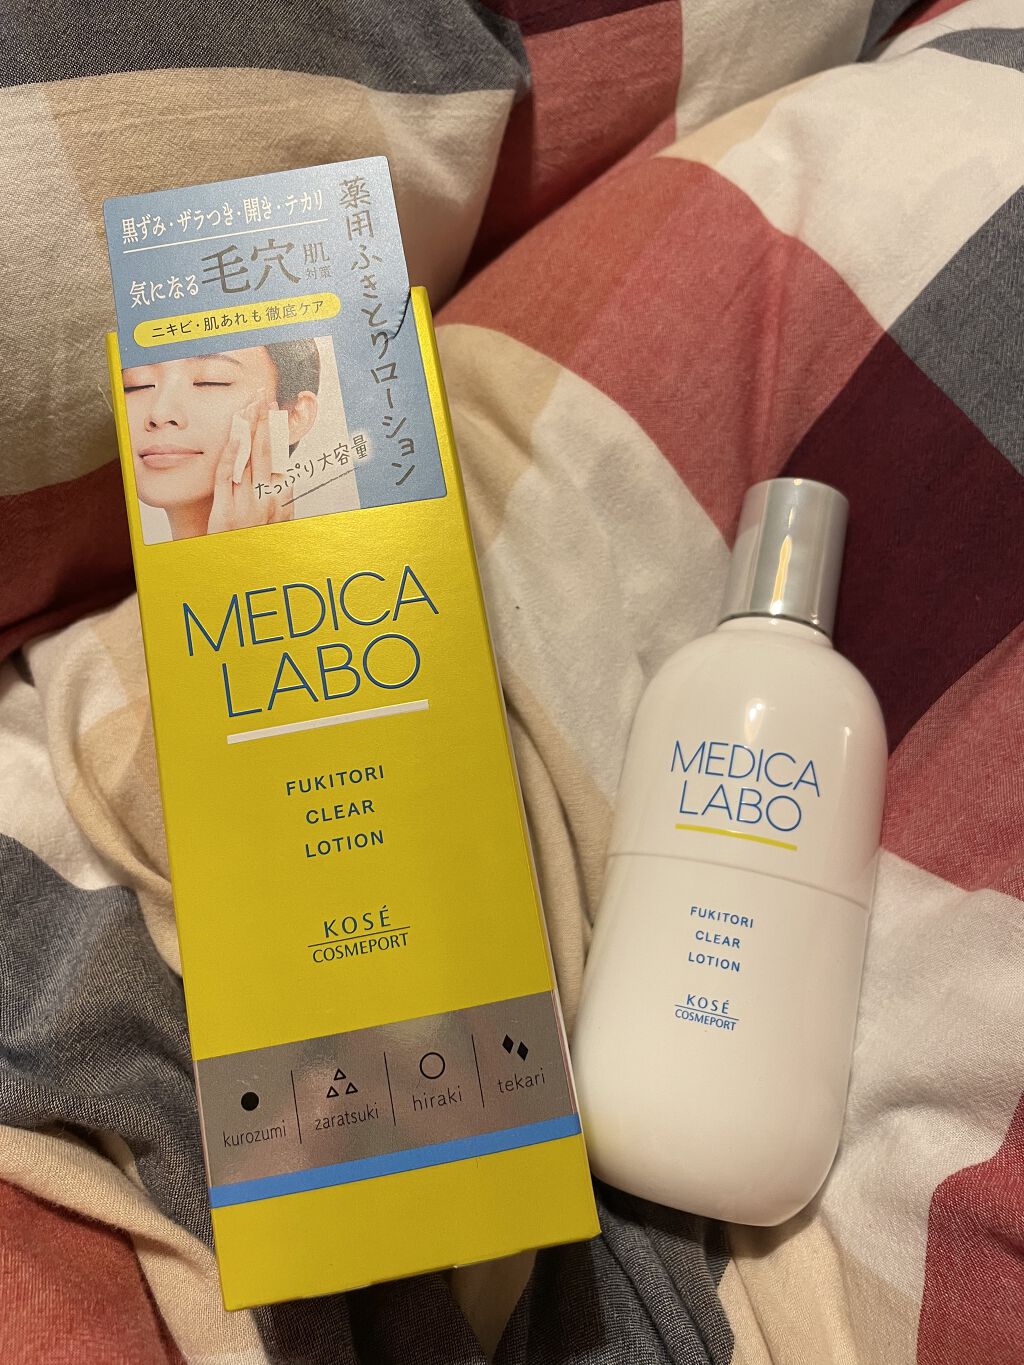 黒ずみ・ザラつき・開き・テカリ
気になる毛穴肌対策
ニキビ・肌あれも徹底ケア
薬用ふきとりローション
たっぷり大容量
MEDICA
LABO
FUKITORI
CLEAR
LOTION
KOSÉ
COSMEPORT
kurozumi
zaratsuki
hiraki
tekari
MEDICA
LABO
FUKITORI
CLEAR
LOTION
KOSÉ
COSMEPORT